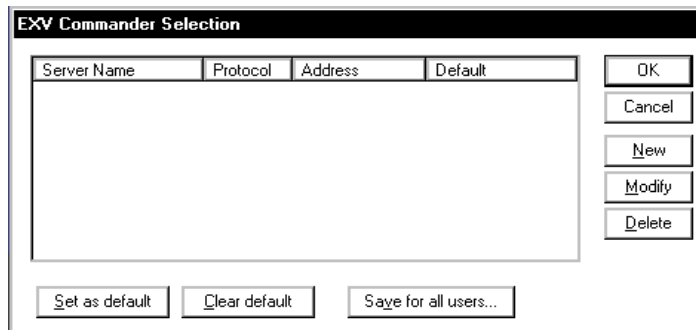 EXV Commander Selection
Server Name Protocol Address Default
OK
Cancel
New
Modify
Delete
Set as default Clear default Save for all users...